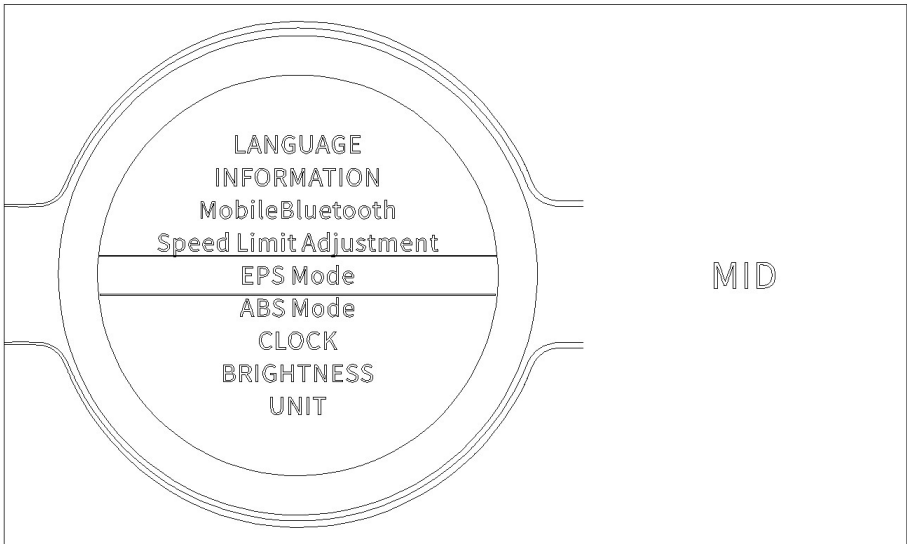 LANGUAGE
INFORMATION
MobileBluetooth
Speed Limit Adjustment
EPS Mode
ABS Mode
CLOCK
BRIGHTNESS
UNIT
MID